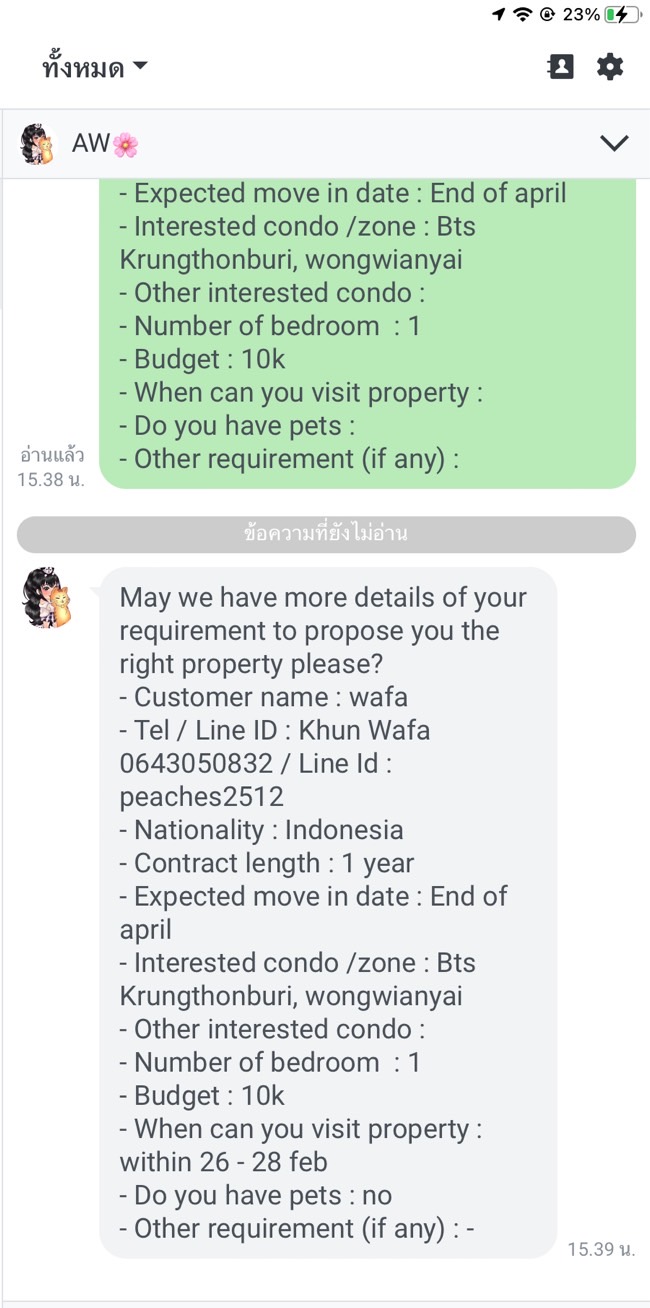 23%
ทั้งหมด
AW🌸
- Expected move in date : End of april
- Interested condo /zone : Bts
Krungthonburi, wongwianyai
- Other interested condo :
- Number of bedroom  : 1
- Budget : 10k
- When can you visit property :
- Do you have pets :
- Other requirement (if any) :
อ่านแล้ว
15.38 น.
ข้อความที่ยังไม่อ่าน
May we have more details of your
requirement to propose you the
right property please?
- Customer name : wafa
- Tel / Line ID : Khun Wafa
0643050832 / Line Id :
peaches2512
- Nationality : Indonesia
- Contract length : 1 year
- Expected move in date : End of
april
- Interested condo /zone : Bts
Krungthonburi, wongwianyai
- Other interested condo :
- Number of bedroom  : 1
- Budget : 10k
- When can you visit property :
within 26 - 28 feb
- Do you have pets : no
- Other requirement (if any) : -
15.39 น.